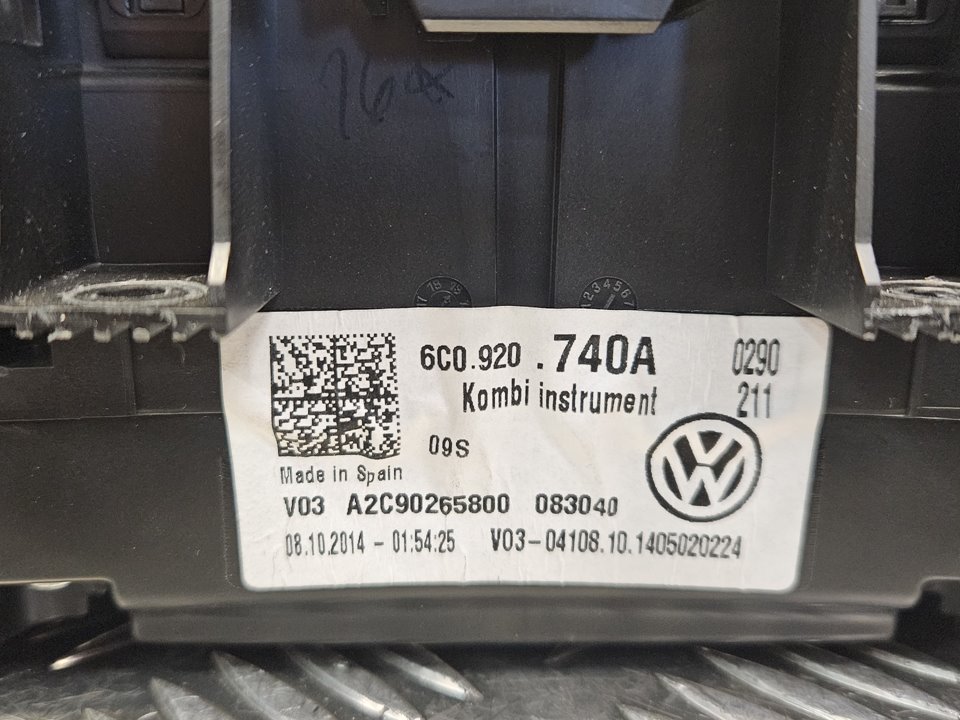 6C0.920 .740A 0290
Kombi instrument 211
09S
Made in Spain
V03 A2C90265800 083040
08.10.2014 - 01:54:25 V03-04108.10.1405020224